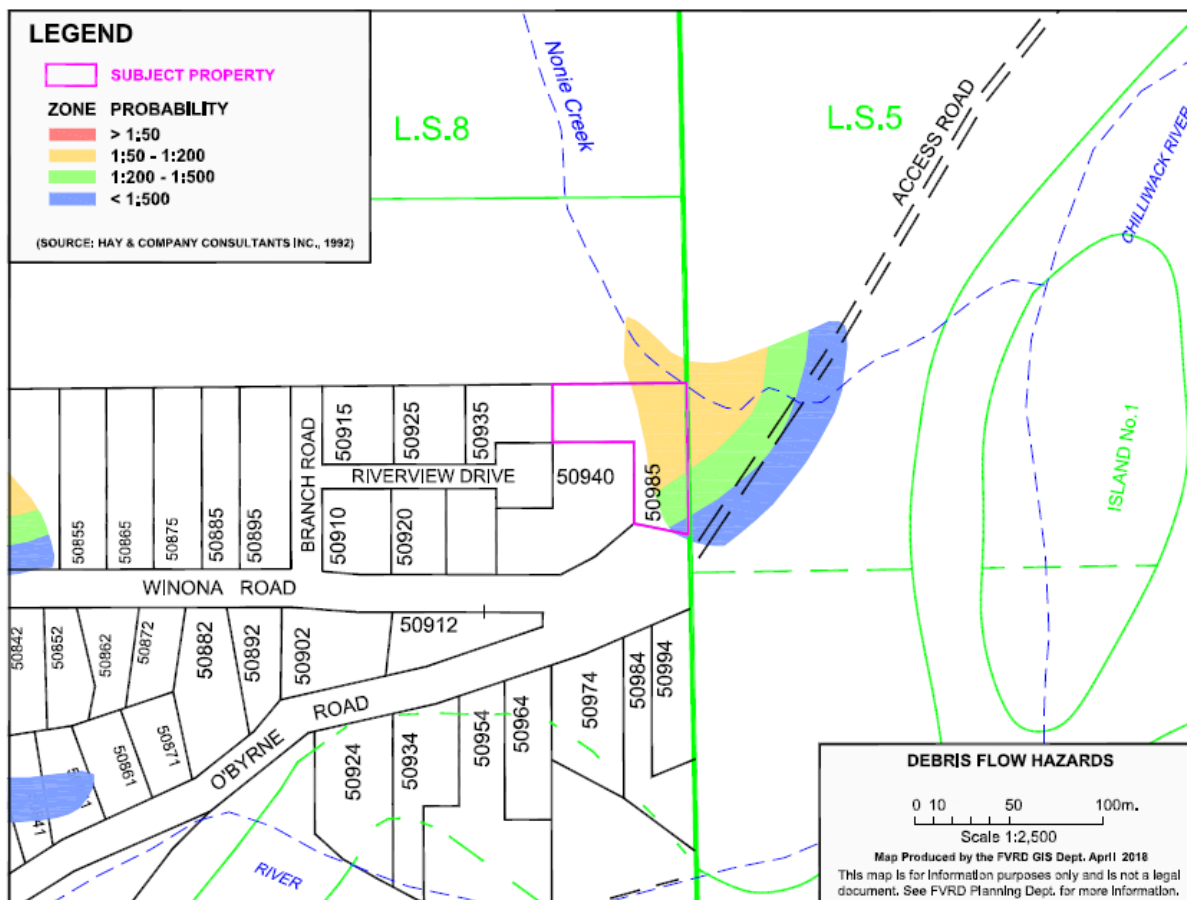 LEGEND
SUBJECT PROPERTY
ZONE PROBABILITY
> 1:50
1:50 - 1:200
1:200 - 1:500
< 1:500
(SOURCE: HAY & COMPANY CONSULTANTS INC., 1992)
Nonie Creek
L.S.8
L.S.5
ACCESS ROAD
CHILLIWACK RIVER
ISLAND No.1
50915
50925
50935
BRANCH ROAD
RIVERVIEW DRIVE
50940
50985
50855
50865
50875
50885
50895
50910
50920
WINONA ROAD
50842
50852
50862
50872
50882
50892
50902
50912
O'BYRNE ROAD
50861
50871
50924
50934
50954
50964
50974
50984
50994
RIVER
DEBRIS FLOW HAZARDS
0 10 50 100m.
Scale 1:2,500
Map Produced by the FVRD GIS Dept. April 2018
This map is for information purposes only and is not a legal
document. See FVRD Planning Dept. for more information.